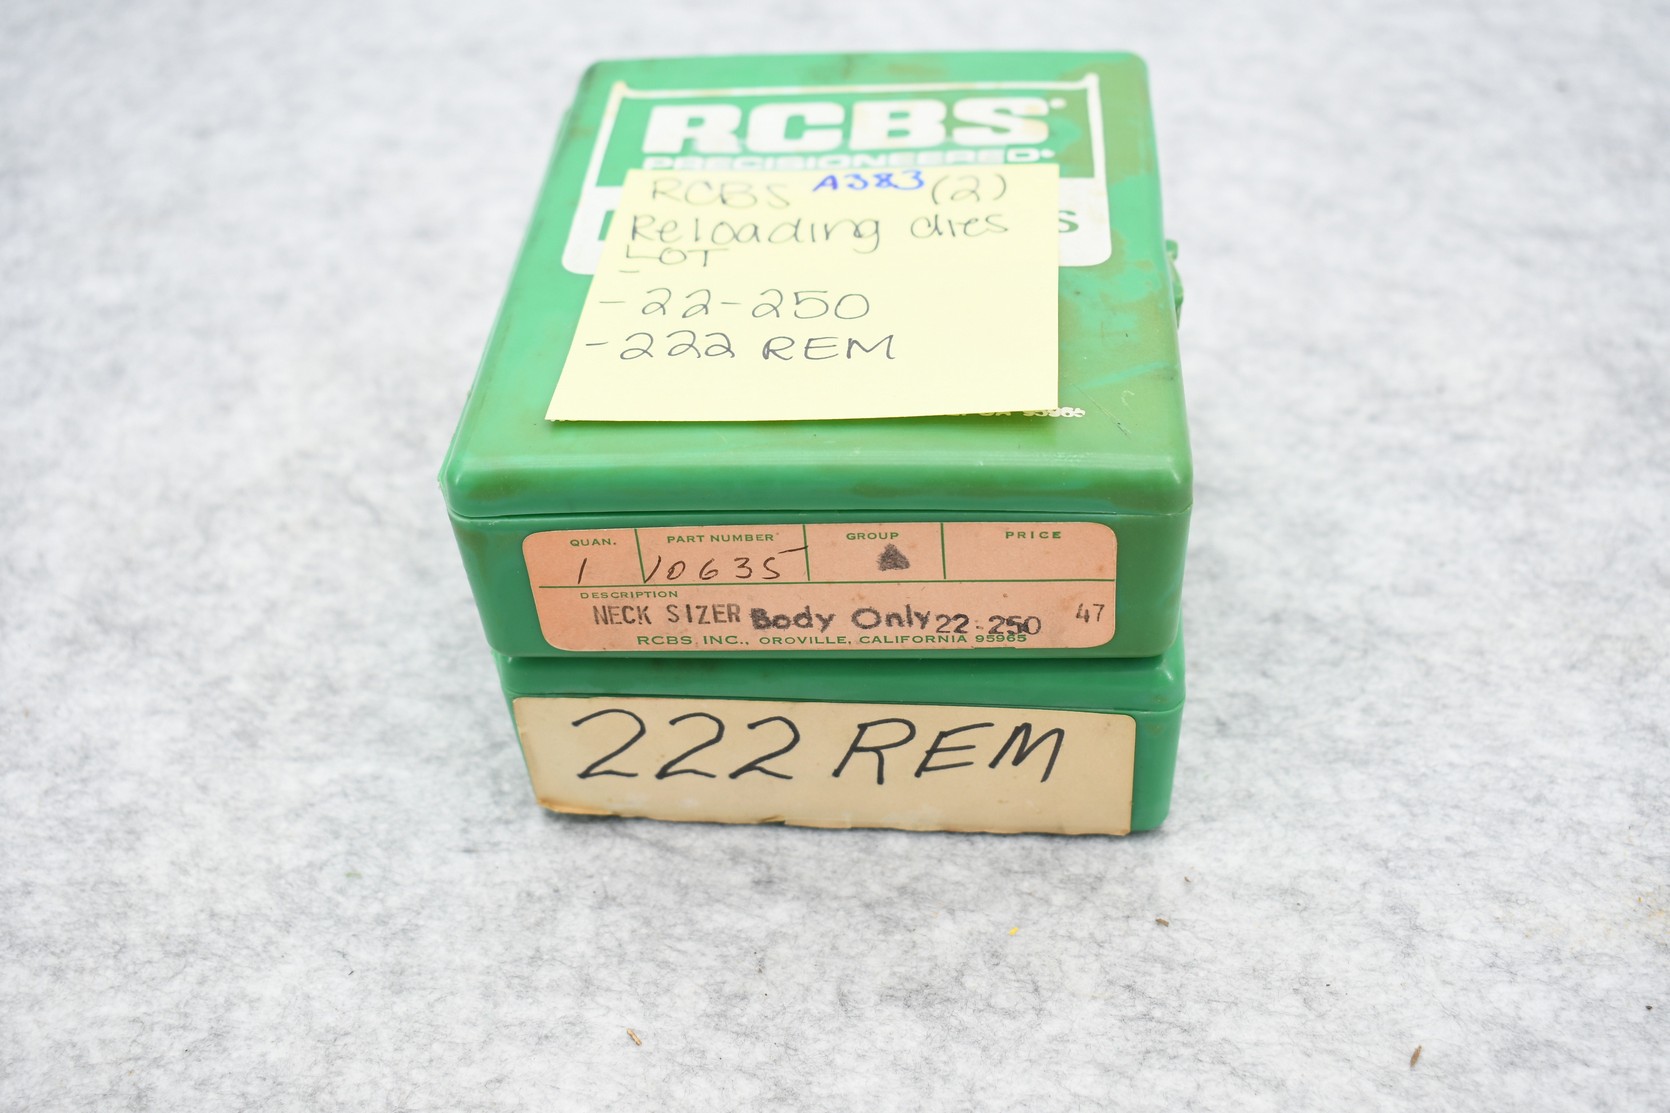 RCBS
PRECISIONEERED
RCBS A383 (2)
Reloading dies
LOT
- 22-250
- 222 REM
95965
QUAN. PART NUMBER GROUP PRICE
1 10635
DESCRIPTION
NECK SIZER Body Only 22-250 47
RCBS, INC., OROVILLE, CALIFORNIA 95965
222 REM